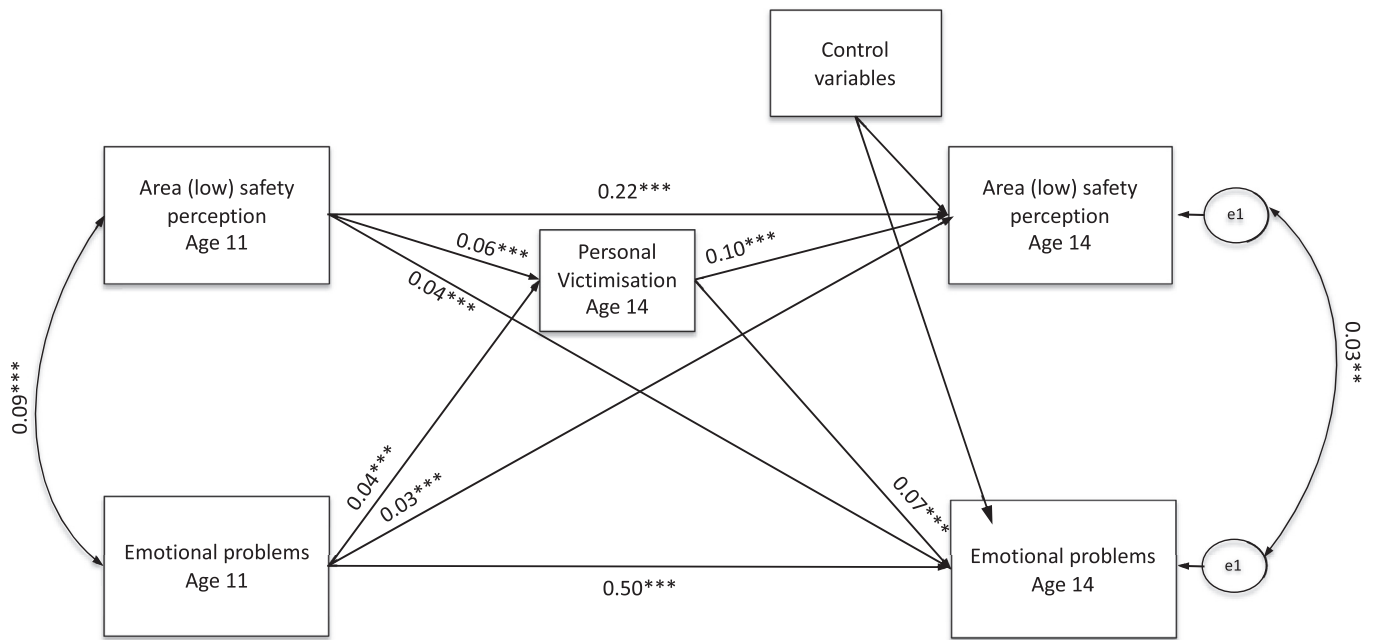 Control
variables
Area (low) safety
perception
Age 11
0.22***
Area (low) safety
perception
Age 14
e1
0.06***
Personal
Victimisation
Age 14
0.10***
0.04***
0.09***
0.03**
0.04***
0.03***
0.07***
Emotional problems
Age 11
0.50***
Emotional problems
Age 14
e1